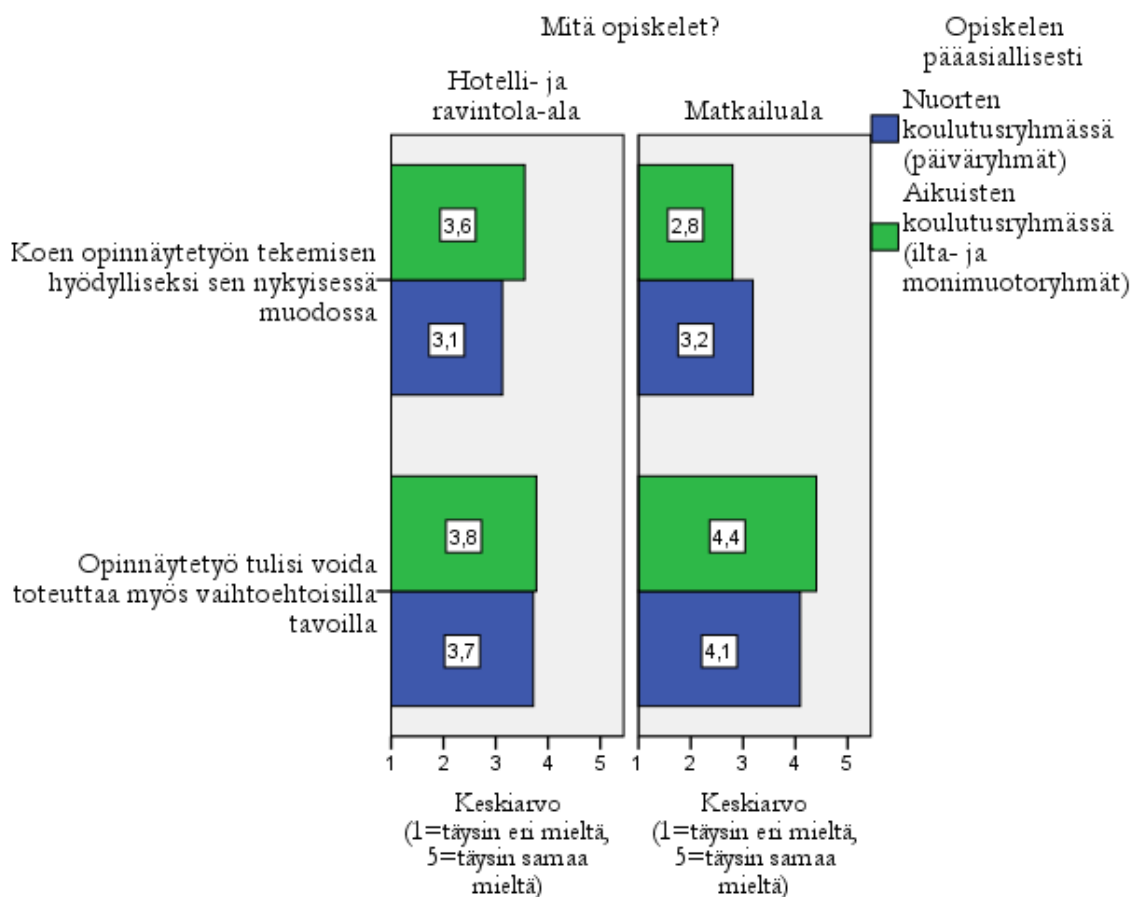 Mitä opiskelet?
Hotelli- ja
ravintola-ala
Matkailuala
Opiskelen
pääasiallisesti
Nuorten
koulutusryhmässä
(päiväryhmät)
Aikuisten
koulutusryhmässä
(ilta- ja
monimuotoryhmät)
Koen opinnäytetyön tekemisen
hyödylliseksi sen nykyisessä
muodossa
3,6
3,1
2,8
3,2
Opinnäytetyö tulisi voida
toteuttaa myös vaihtoehtoisilla
tavoilla
3,8
3,7
4,4
4,1
1 2 3 4 5
1 2 3 4 5
Keskiarvo
(1=täysin eri mieltä,
5=täysin samaa
mieltä)
Keskiarvo
(1=täysin eri mieltä,
5=täysin samaa
mieltä)